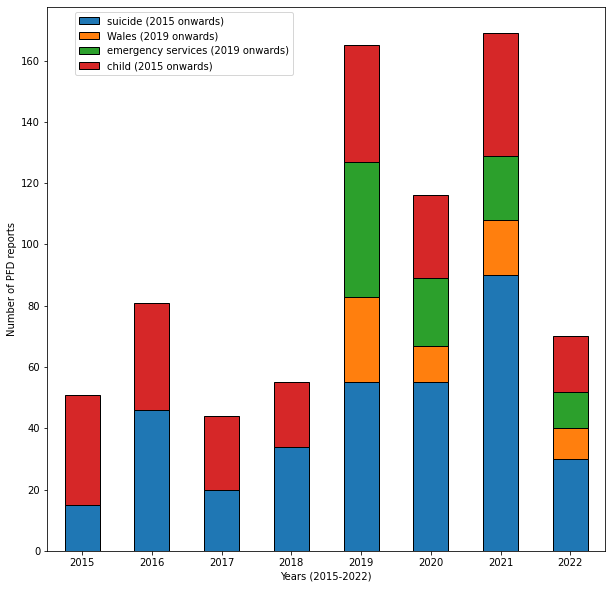 suicide (2015 onwards)
Wales (2019 onwards)
emergency services (2019 onwards)
child (2015 onwards)
160
140
120
100
80
60
40
20
0
Number of PFD reports
2015 2016 2017 2018 2019 2020 2021 2022
Years (2015-2022)